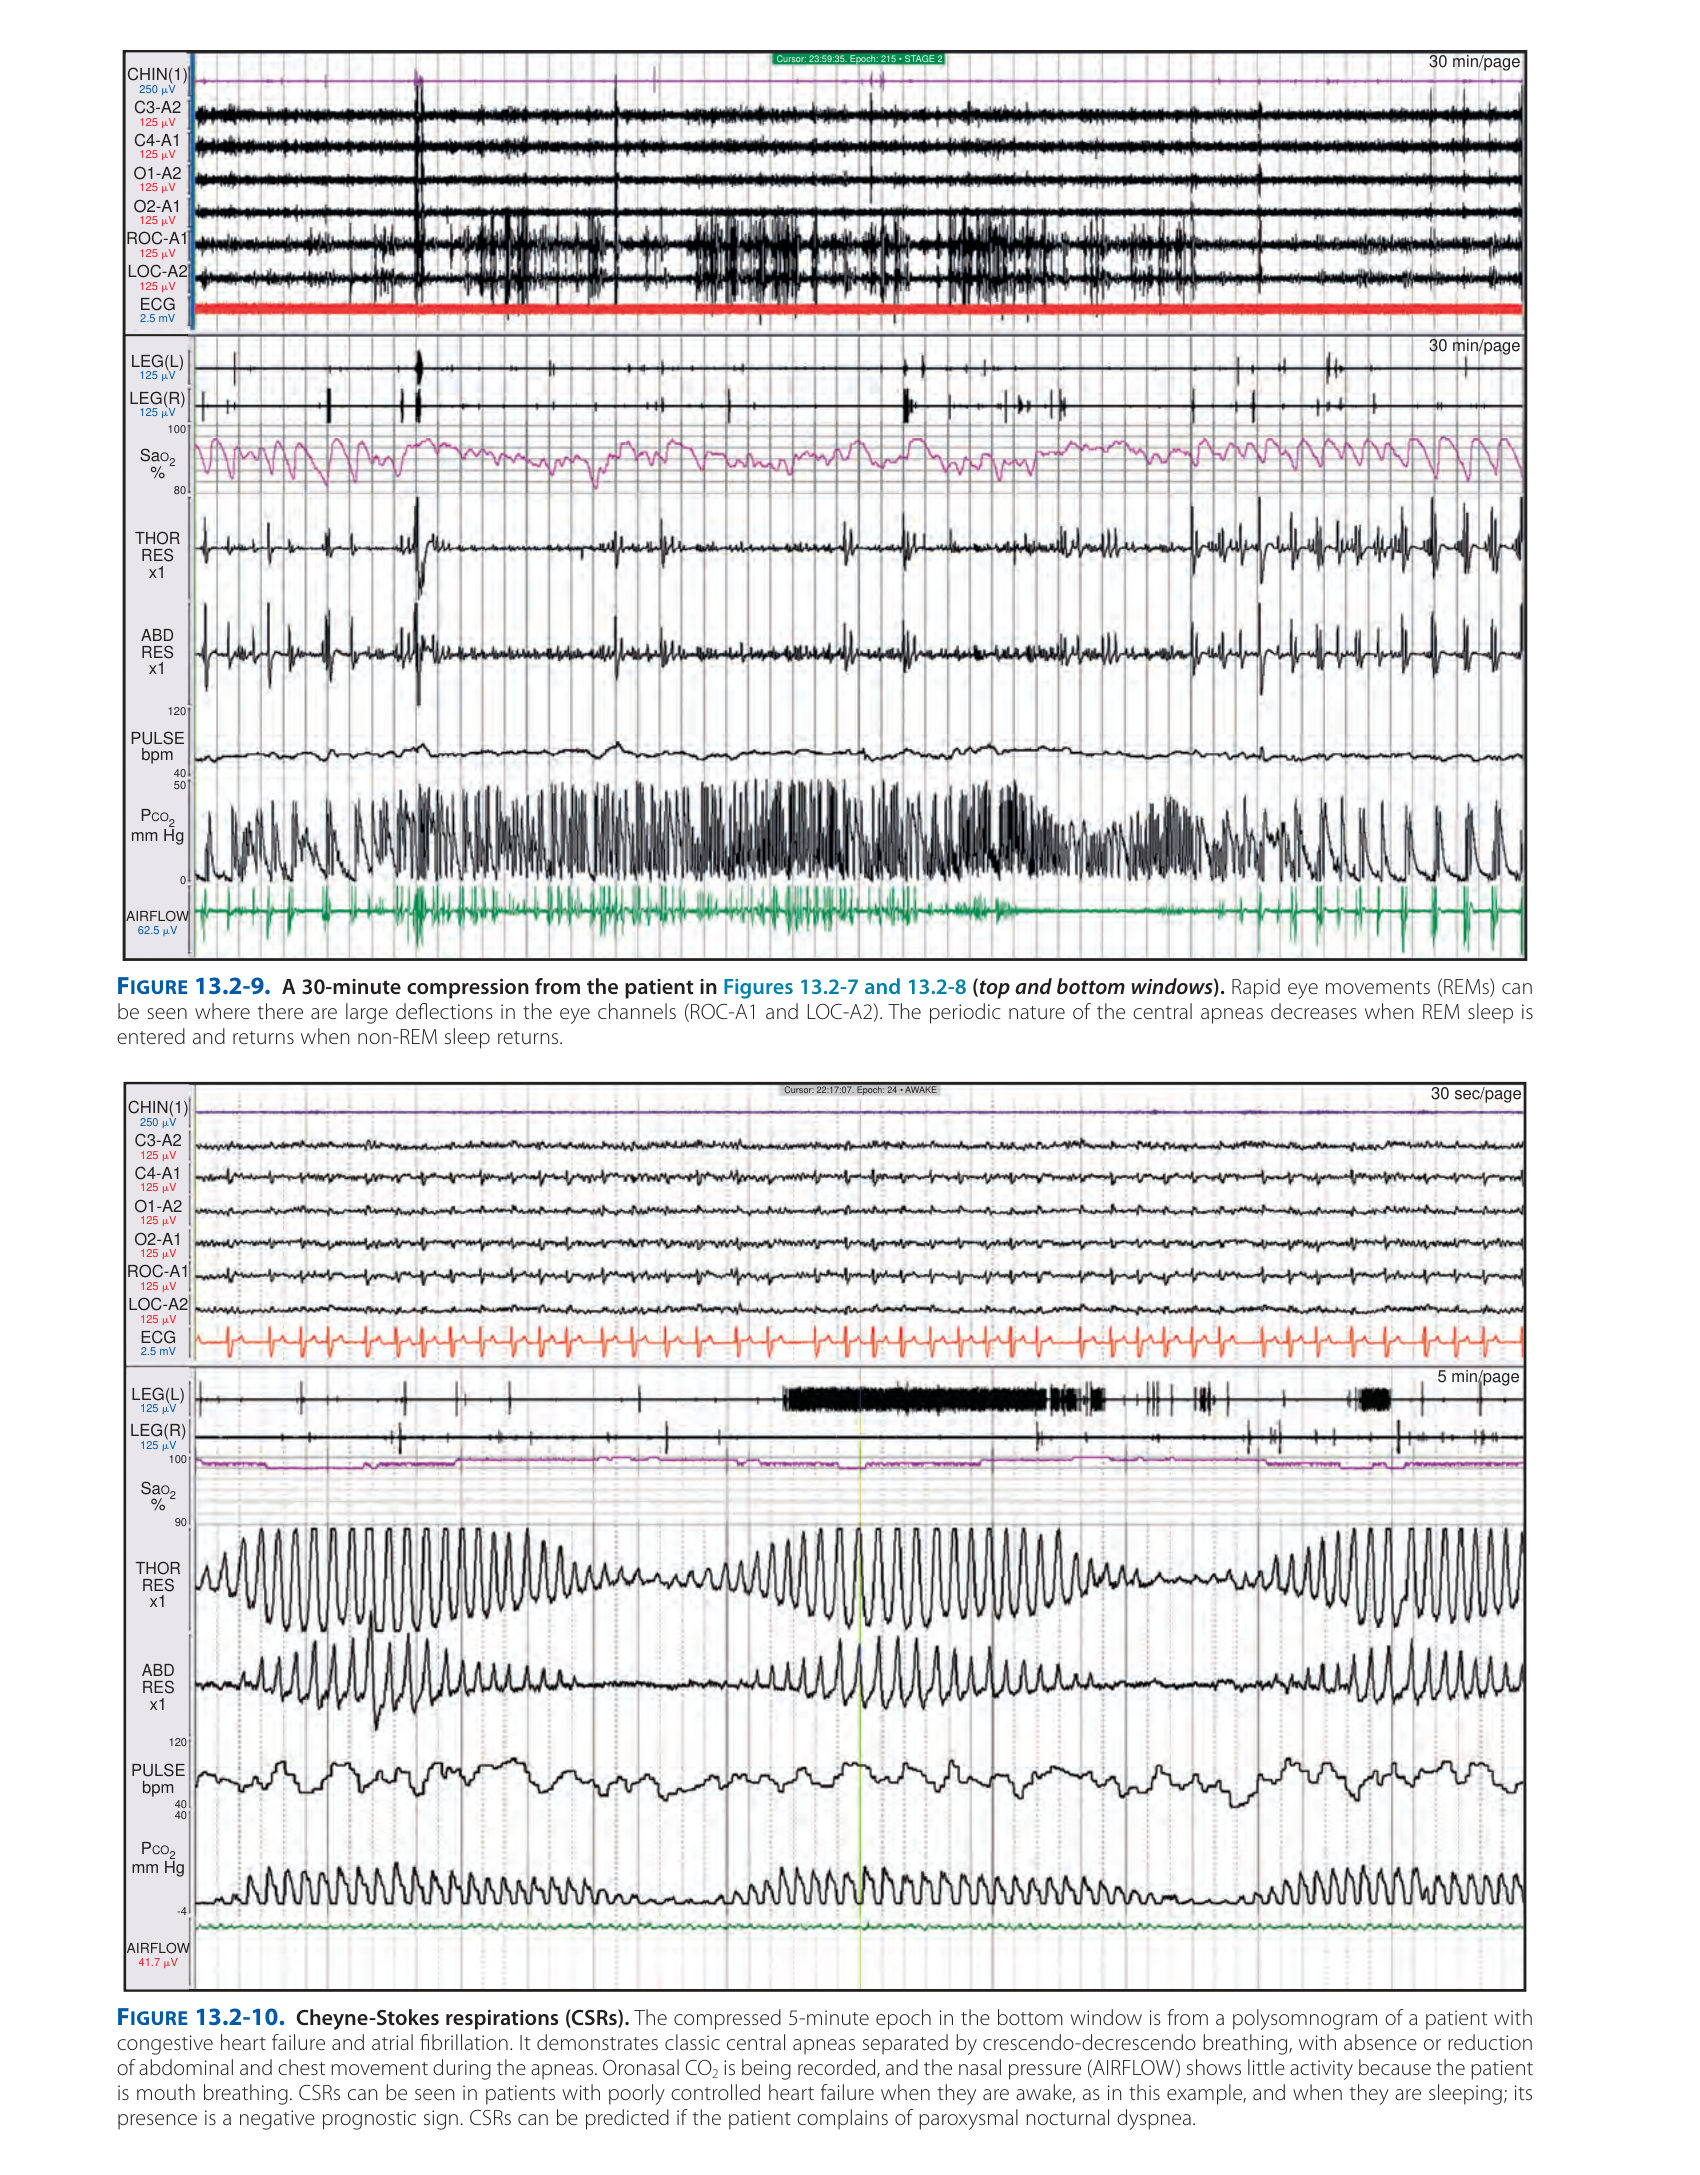 Cursor: 23:59:35. Epoch: 215 • STAGE 2
30 min/page
CHIN(1)
250 μV
C3-A2
125 μV
C4-A1
125 μV
O1-A2
125 μV
O2-A1
125 μV
ROC-A1
125 μV
LOC-A2
125 μV
ECG
2.5 mV
30 min/page
LEG(L)
125 μV
LEG(R)
125 μV
100
SaO2
%
80
THOR
RES
x1
ABD
RES
x1
120
PULSE
bpm
40
50
PCO2
mm Hg
0
AIRFLOW
62.5 μV
FIGURE 13.2-9. A 30-minute compression from the patient in Figures 13.2-7 and 13.2-8 (top and bottom windows). Rapid eye movements (REMs) can
be seen where there are large deflections in the eye channels (ROC-A1 and LOC-A2). The periodic nature of the central apneas decreases when REM sleep is
entered and returns when non-REM sleep returns.
Cursor: 22:17:07. Epoch: 24 • AWAKE
30 sec/page
CHIN(1)
250 μV
C3-A2
125 μV
C4-A1
125 μV
O1-A2
125 μV
O2-A1
125 μV
ROC-A1
125 μV
LOC-A2
125 μV
ECG
2.5 mV
5 min/page
LEG(L)
125 μV
LEG(R)
125 μV
100
SaO2
%
90
THOR
RES
x1
ABD
RES
x1
120
PULSE
bpm
40
40
PCO2
mm Hg
-4
AIRFLOW
41.7 μV
FIGURE 13.2-10. Cheyne-Stokes respirations (CSRs). The compressed 5-minute epoch in the bottom window is from a polysomnogram of a patient with
congestive heart failure and atrial fibrillation. It demonstrates classic central apneas separated by crescendo-decrescendo breathing, with absence or reduction
of abdominal and chest movement during the apneas. Oronasal CO2 is being recorded, and the nasal pressure (AIRFLOW) shows little activity because the patient
is mouth breathing. CSRs can be seen in patients with poorly controlled heart failure when they are awake, as in this example, and when they are sleeping; its
presence is a negative prognostic sign. CSRs can be predicted if the patient complains of paroxysmal nocturnal dyspnea.